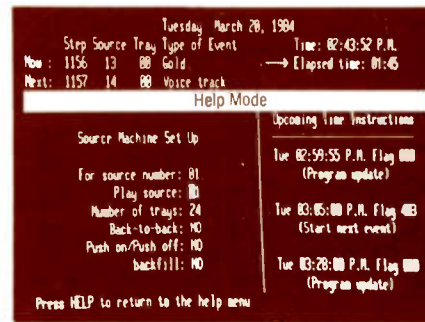 Tuesday March 20, 1984
Step Source Tray Type of Event Time: 02:43:52 P.M.
Now : 1156 13 00 Gold → Elapsed time: 01:45
Next: 1157 14 00 Voice track
Help Mode
Source Machine Set Up
For source number: 01
Play source:
Number of trays: 24
Back-to-back: NO
Push on/Push off: NO
backfill: NO
Press HELP to return to the help menu
Upcoming Time Instructions
Tue 02:59:55 P.M. Flag
(Program update)
Tue 03:05:00 P.M. Flag
(Start next event)
Tue 03:28:00 P.M. Flag
(Program update)